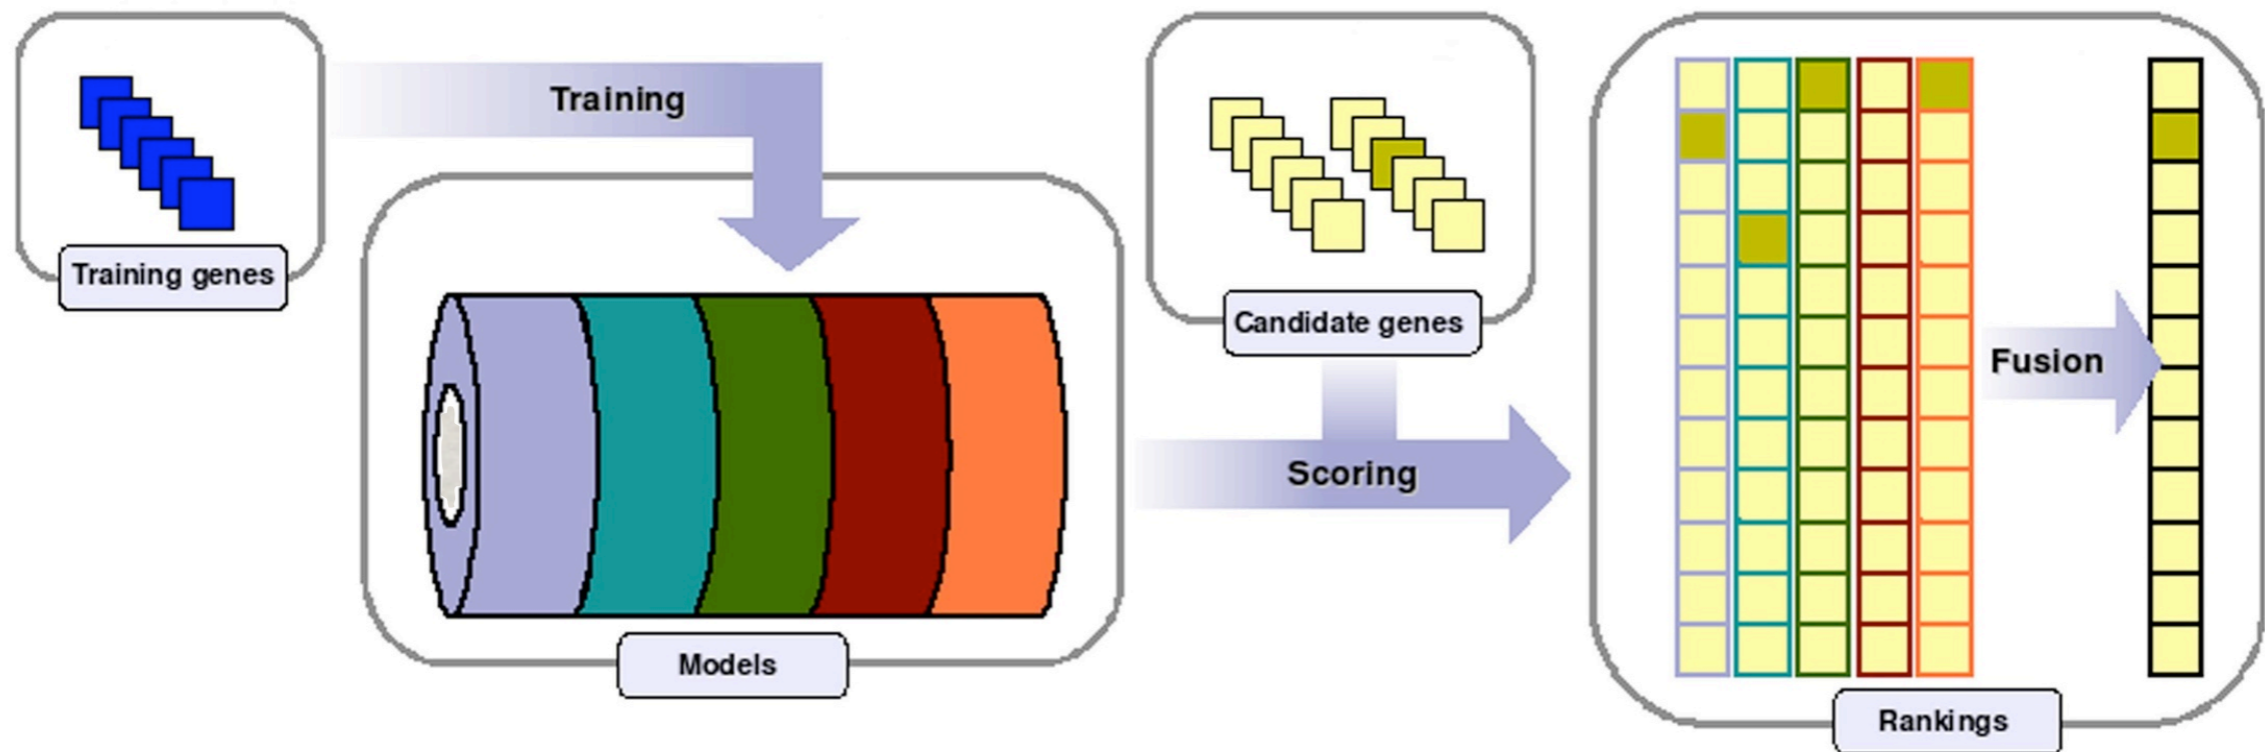 Training
Training genes
Models
Candidate genes
Scoring
Fusion
Rankings